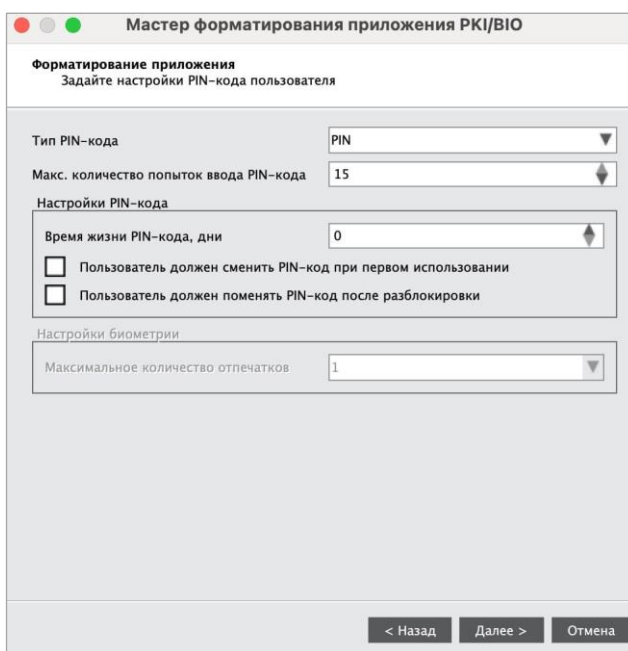 Мастер форматирования приложения PKI/BIO
Форматирование приложения
Задайте настройки PIN-кода пользователя
Тип PIN-кода PIN
Макс. количество попыток ввода PIN-кода 15
Настройки PIN-кода
Время жизни PIN-кода, дни 0
Пользователь должен сменить PIN-код при первом использовании
Пользователь должен поменять PIN-код после разблокировки
Настройки биометрии
Максимальное количество отпечатков 1
< Назад Далее > Отмена